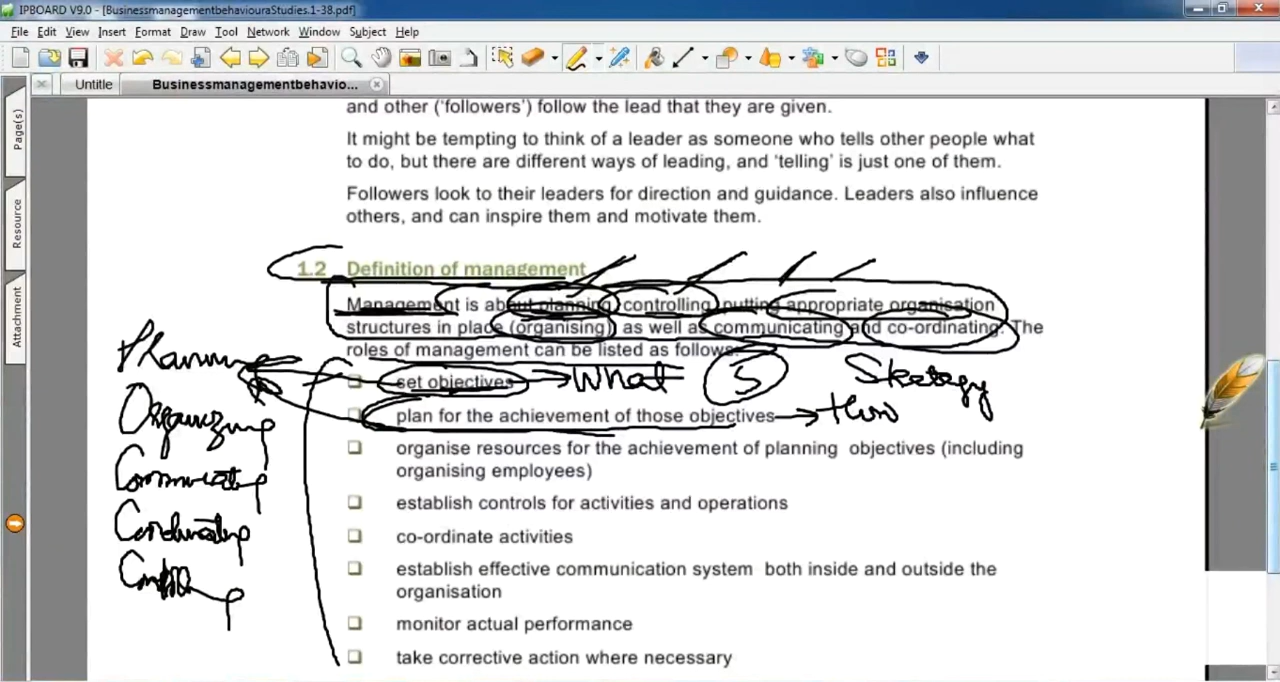 IPBOARD V9.0 - [BusinessmanagementbehaviouraStudies.1-38.pdf]
File Edit View Insert Format Draw Tool Network Window Subject Help
Untitle Businessmanagementbehavio...
Page(s)
Resource
Attachment
and other ('followers') follow the lead that they are given.
It might be tempting to think of a leader as someone who tells other people what
to do, but there are different ways of leading, and 'telling' is just one of them.
Followers look to their leaders for direction and guidance. Leaders also influence
others, and can inspire them and motivate them.
1.2 Definition of management
Management is about planning controlling putting appropriate organisation
structures in place (organising) as well as communicating and co-ordinating. The
roles of management can be listed as follows:
set objectives What 5 Strategy
plan for the achievement of those objectives
organise resources for the achievement of planning objectives (including
organising employees)
establish controls for activities and operations
co-ordinate activities
establish effective communication system both inside and outside the
organisation
monitor actual performance
take corrective action where necessary
Planning
Organizing